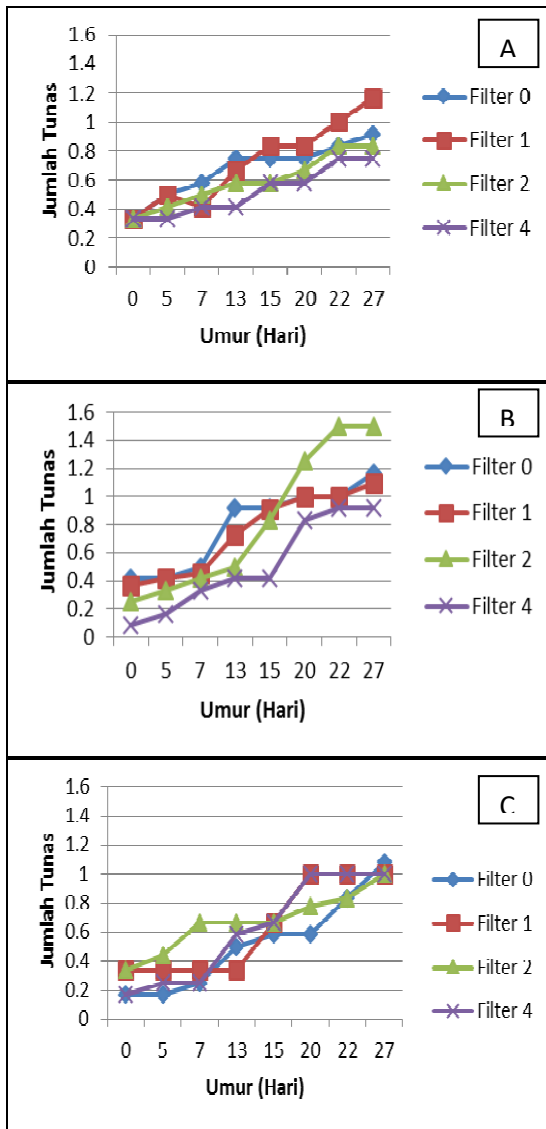 A
1.6
1.4
1.2
1
0.8
0.6
0.4
0.2
0
Jumlah Tunas
0 5 7 13 15 20 22 27
Umur (Hari)
Filter 0
Filter 1
Filter 2
Filter 4
B
1.6
1.4
1.2
1
0.8
0.6
0.4
0.2
0
Jumlah Tunas
0 5 7 13 15 20 22 27
Umur (Hari)
Filter 0
Filter 1
Filter 2
Filter 4
C
1.6
1.4
1.2
1
0.8
0.6
0.4
0.2
0
Jumlah Tunas
0 5 7 13 15 20 22 27
Umur (Hari)
Filter 0
Filter 1
Filter 2
Filter 4